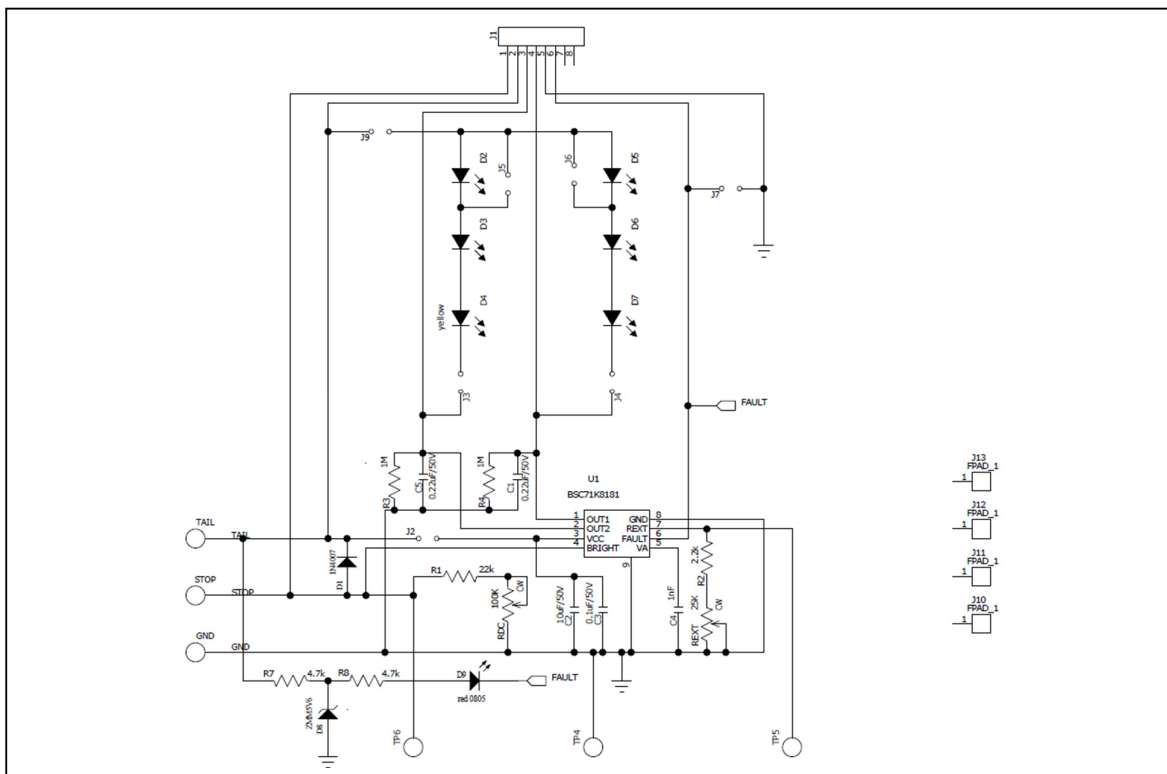 J1
1 2 3 4 5 6 7 8
J9
D2
J5
J6
D5
J7
D3
D6
yellow
D4
D7
J3
J4
FAULT
1M
R3
C5
0.22uF/50V
1M
R4
C1
0.22uF/50V
U1
BSC71K8181
1 OUT1 GND 8
2 OUT2 REXT 7
3 VCC FAULT 6
4 BRIGHT VA 5
9
J13
FPAD_1
1
J12
FPAD_1
1
J11
FPAD_1
1
J10
FPAD_1
1
TAIL
TAIL
J2
1N4007
D1
STOP
STOP
R1 22k
100K
RDC
CW
10uF/50V
C2
0.1uF/50V
C3
1nF
C4
2.2k
R2
25K
REXT
CW
GND
GND
R7 4.7k
R8 4.7k
D9
red 0805
FAULT
ZMM5V6
D8
TP6
TP4
TP5